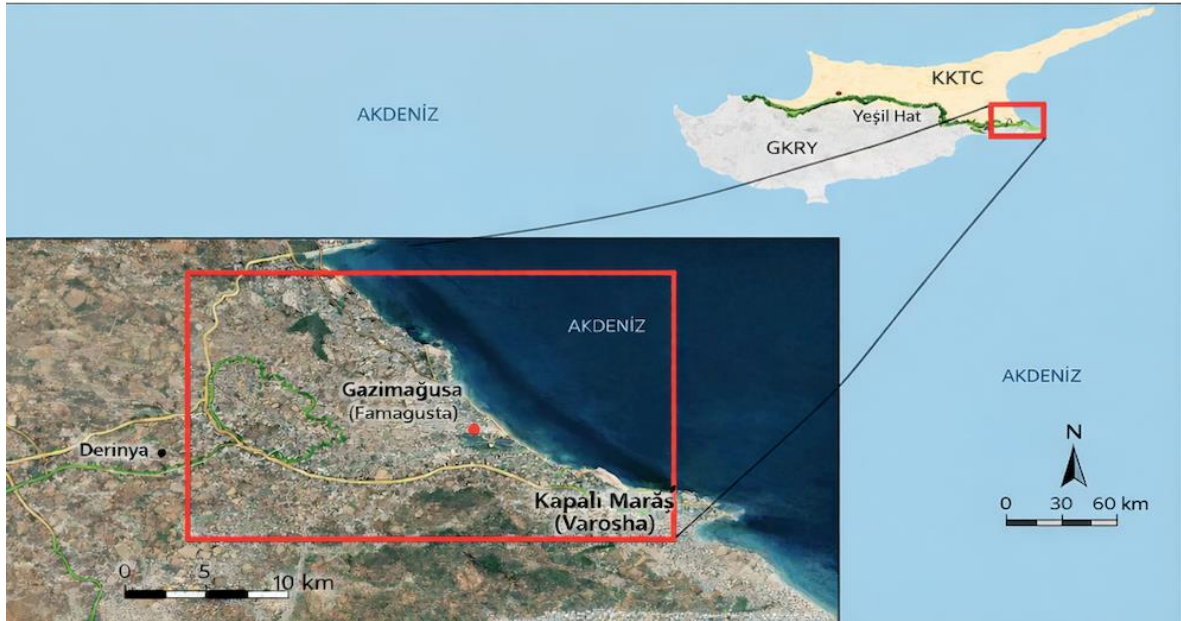 AKDENİZ
KKTC
Yeşil Hat
GKRY
AKDENİZ
Gazimağusa
(Famagusta)
Derinya
Kapalı Marăş
(Varosha)
0 5 10 km
AKDENİZ
N
0 30 60 km